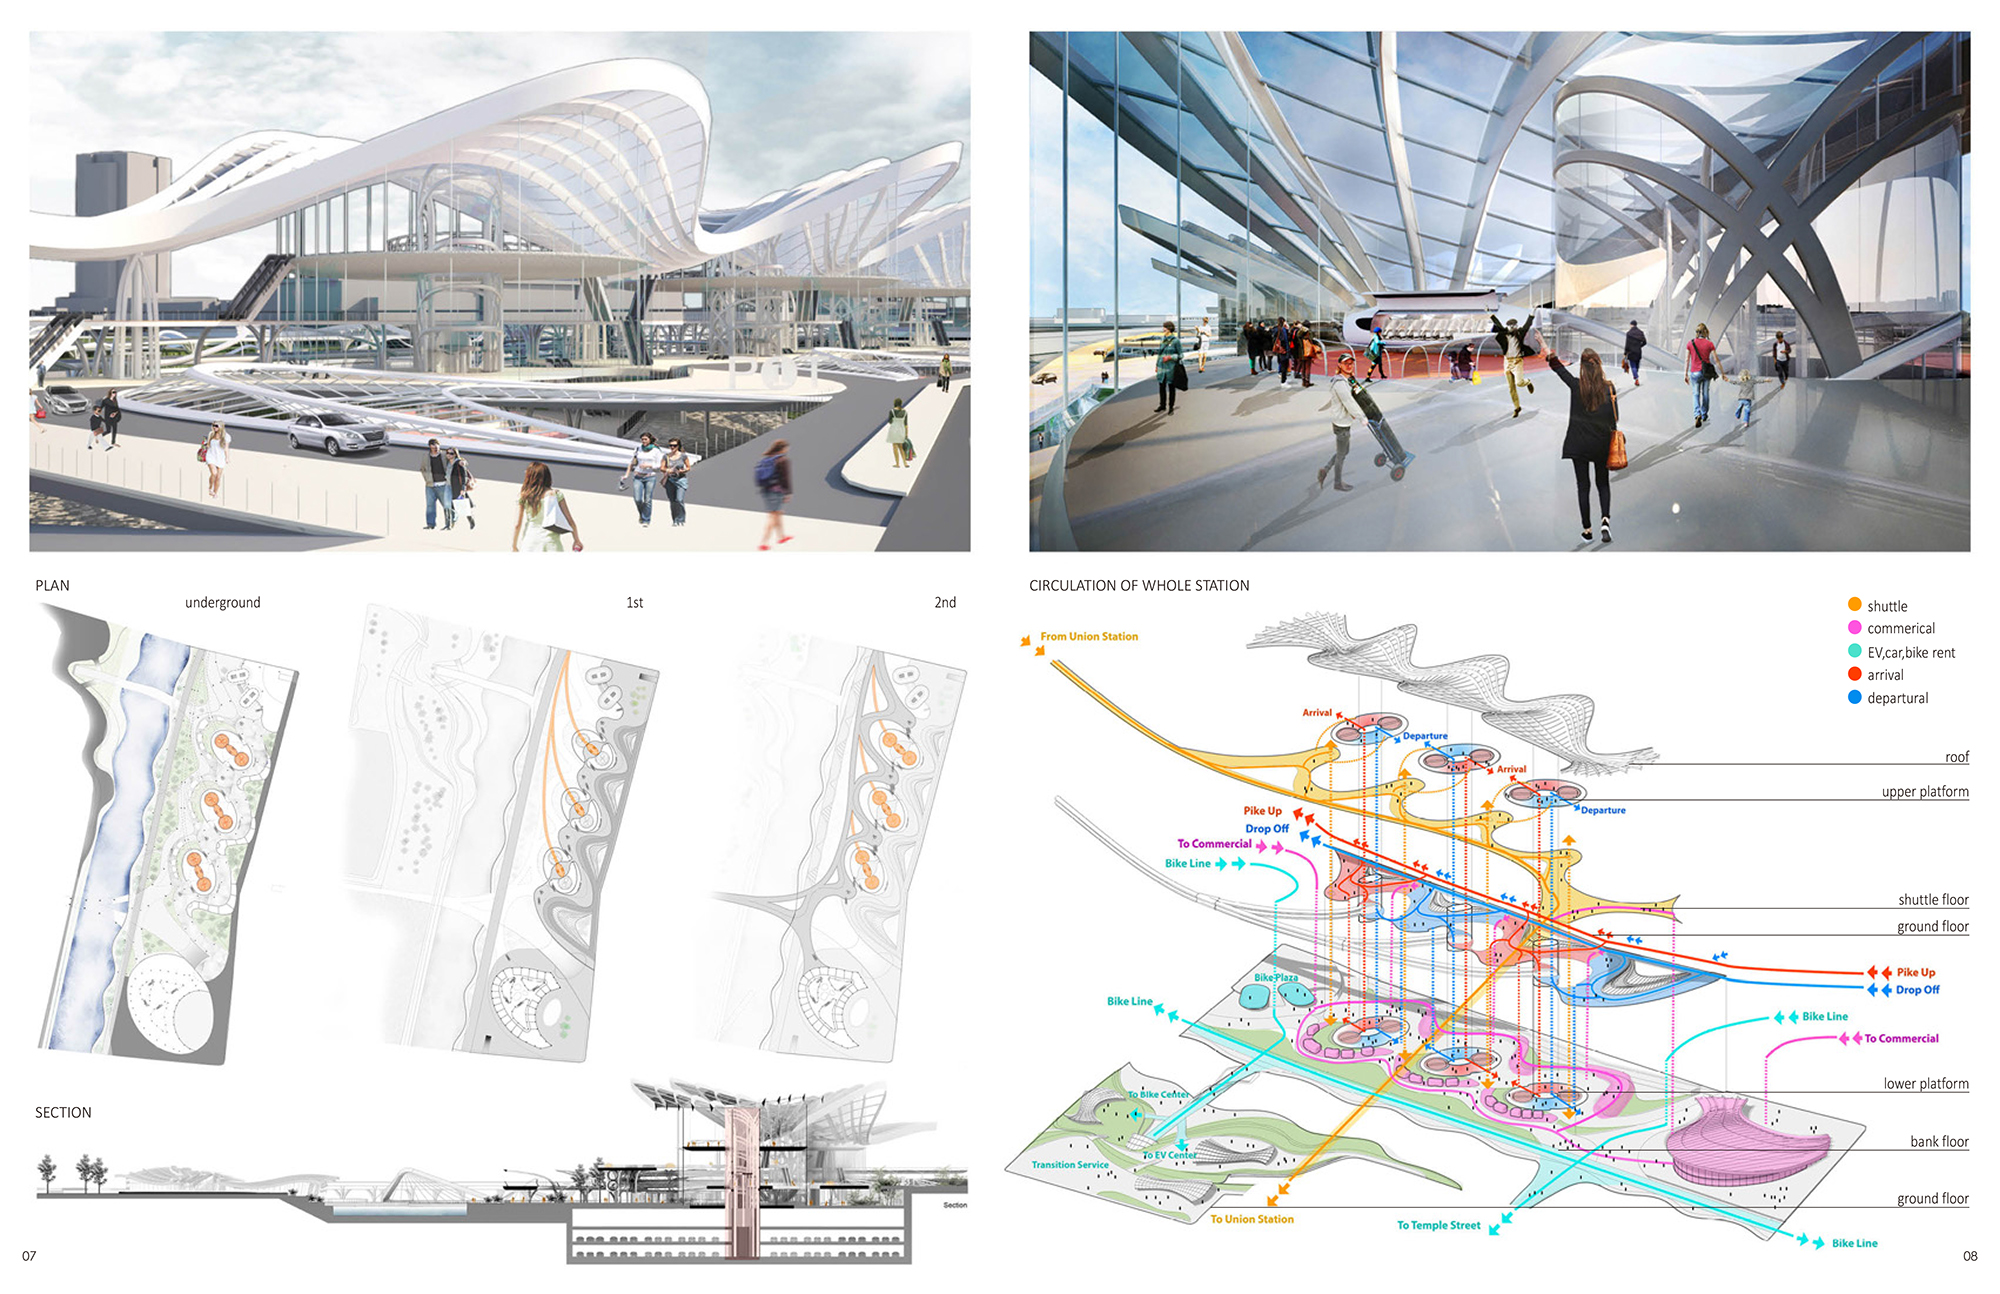 PLAN
underground
1st
2nd
SECTION
Section
07
CIRCULATION OF WHOLE STATION
shuttle
commerical
EV,car,bike rent
arrival
departural
From Union Station
Arrival
Departure
Arrival
Departure
Pike Up
Drop Off
To Commercial
Bike Line
roof
upper platform
shuttle floor
ground floor
Pike Up
Drop Off
Bike Plaza
Bike Line
Bike Line
To Commercial
lower platform
To Bike Center
To EV Center
Transition Service
bank floor
ground floor
To Union Station
To Temple Street
Bike Line
08